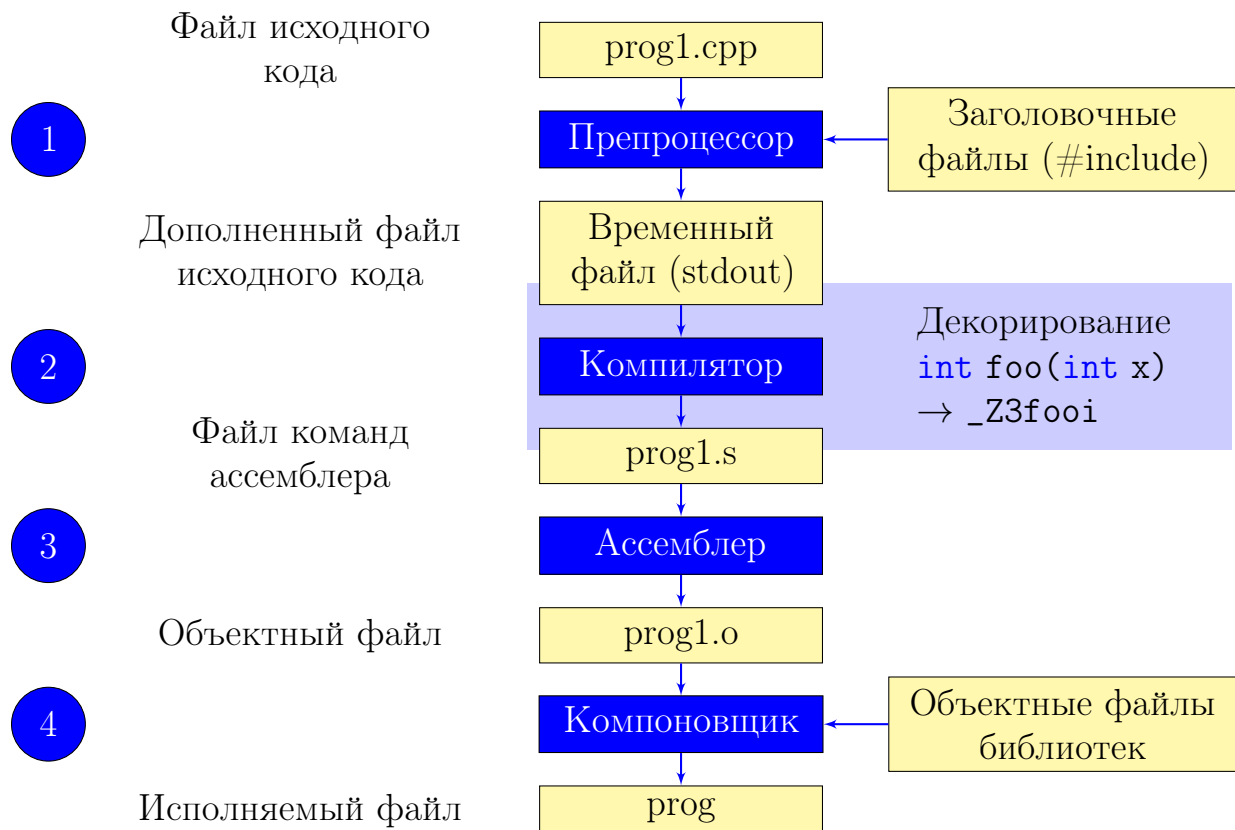 Файл исходного
кода
prog1.cpp
1
Препроцессор
Заголовочные
файлы (#include)
Дополненный файл
исходного кода
Временный
файл (stdout)
2
Компилятор
Декорирование
int foo(int x)
→ _Z3fooi
Файл команд
ассемблера
prog1.s
3
Ассемблер
Объектный файл
prog1.o
4
Компоновщик
Объектные файлы
библиотек
Исполняемый файл
prog